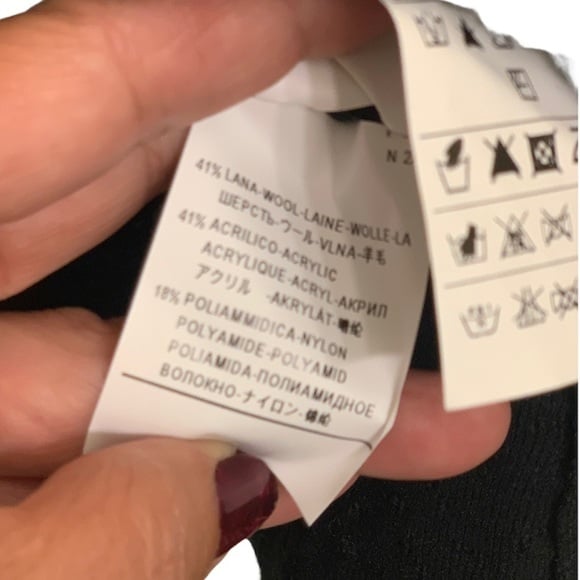 N 2
41% LANA-WOOL-LAINE-WOLLE-LA
ШЕРСТЬ-ウール-VLNA-羊毛
41% ACRILICO-ACRYLIC
ACRYLIQUE-ACRYL-АКРИЛ
アクリル -AKRYLÁT-腈纶
18% POLIAMMIDICA-NYLON
POLYAMIDE-POLYAMID
POLIAMIDA-ПОЛИАМИДНОЕ
ВОЛОКНО-ナイロン-锦纶